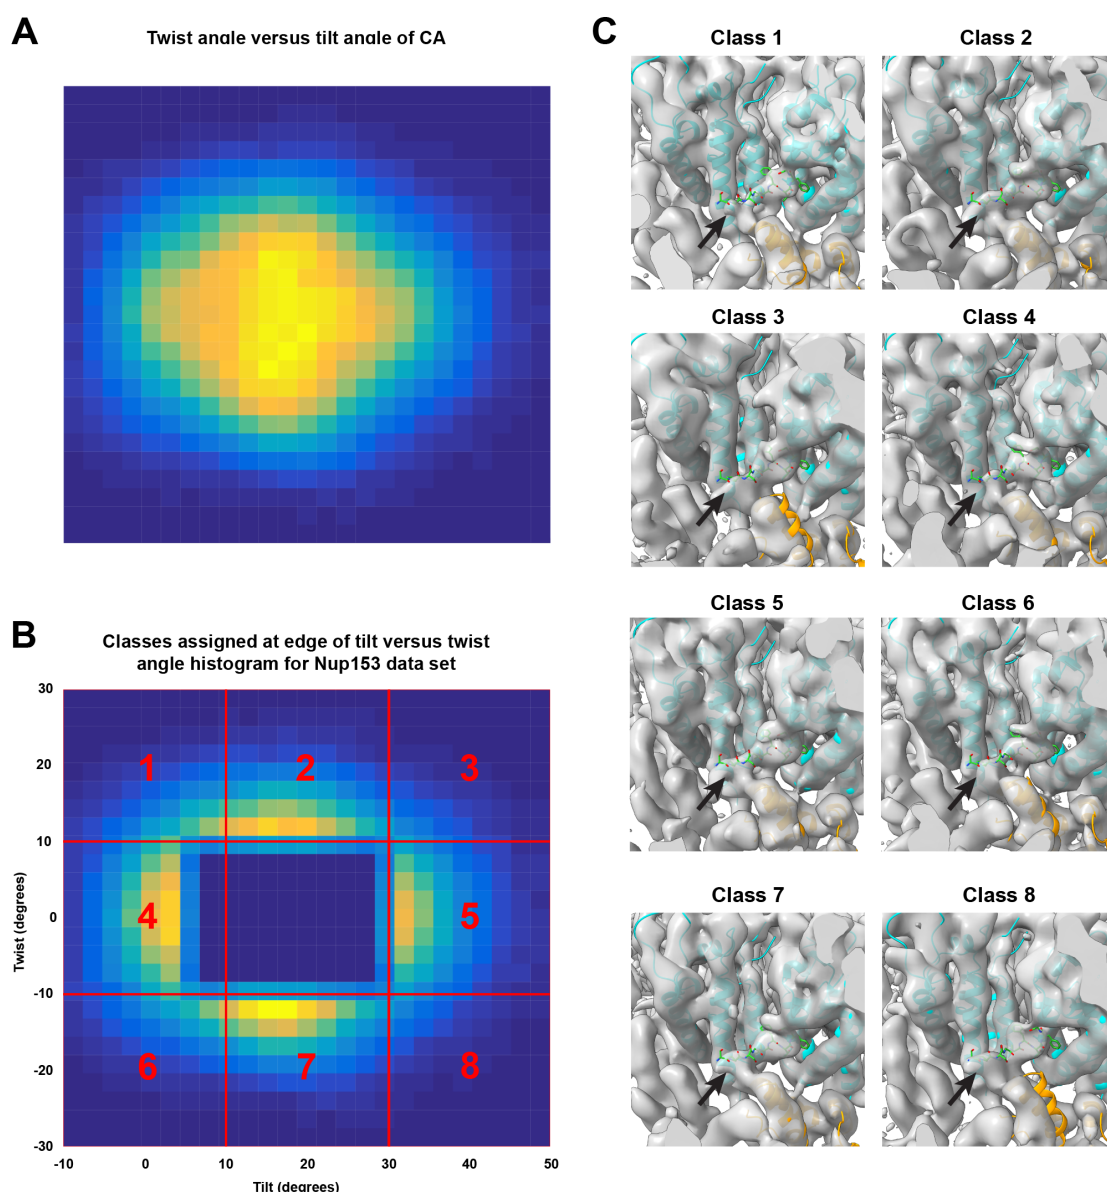 A
Twist angle versus tilt angle of CA
B
Classes assigned at edge of tilt versus twist
angle histogram for Nup153 data set
30
20
10
0
-10
-20
-30
Twist (degrees)
1
2
3
4
5
6
7
8
-10
0
10
20
30
40
50
Tilt (degrees)
C
Class 1
Class 2
Class 3
Class 4
Class 5
Class 6
Class 7
Class 8